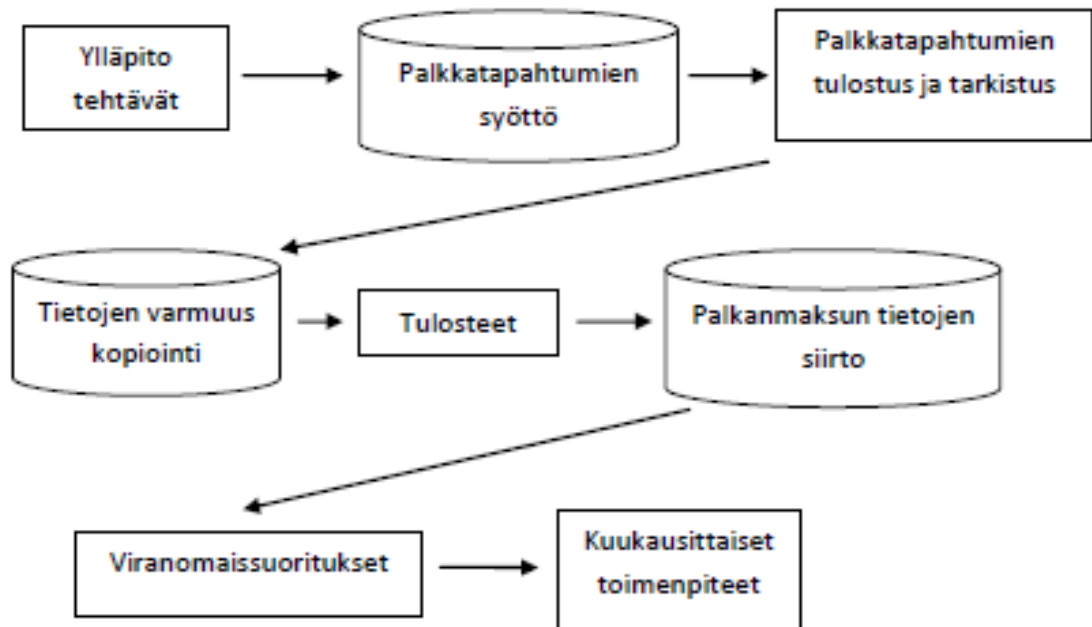 Ylläpito
tehtävät
Palkkatapahtumien
syöttö
Palkkatapahtumien
tulostus ja tarkistus
Tietojen varmuus
kopiointi
Tulosteet
Palkanmaksun tietojen
siirto
Viranomaissuoritukset
Kuukausittaiset
toimenpiteet